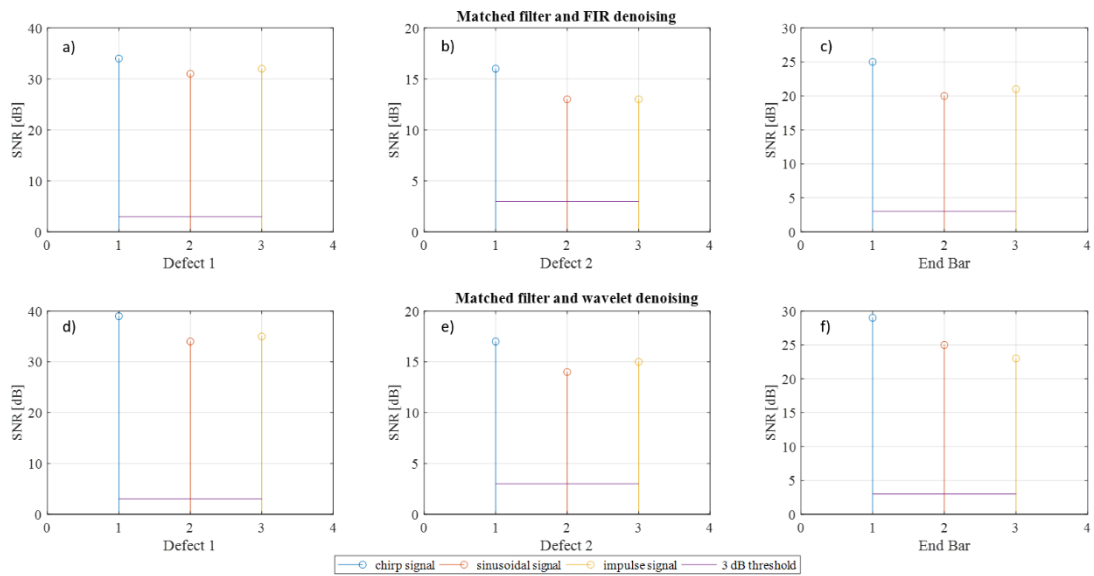 Matched filter and FIR denoising
a)
SNR [dB]
40
30
20
10
0
0 1 2 3 4
Defect 1
b)
SNR [dB]
20
15
10
5
0
0 1 2 3 4
Defect 2
c)
SNR [dB]
30
25
20
15
10
5
0
0 1 2 3 4
End Bar
Matched filter and wavelet denoising
d)
SNR [dB]
40
30
20
10
0
0 1 2 3 4
Defect 1
e)
SNR [dB]
20
15
10
5
0
0 1 2 3 4
Defect 2
f)
SNR [dB]
30
25
20
15
10
5
0
0 1 2 3 4
End Bar
chirp signal sinusoidal signal impulse signal 3 dB threshold